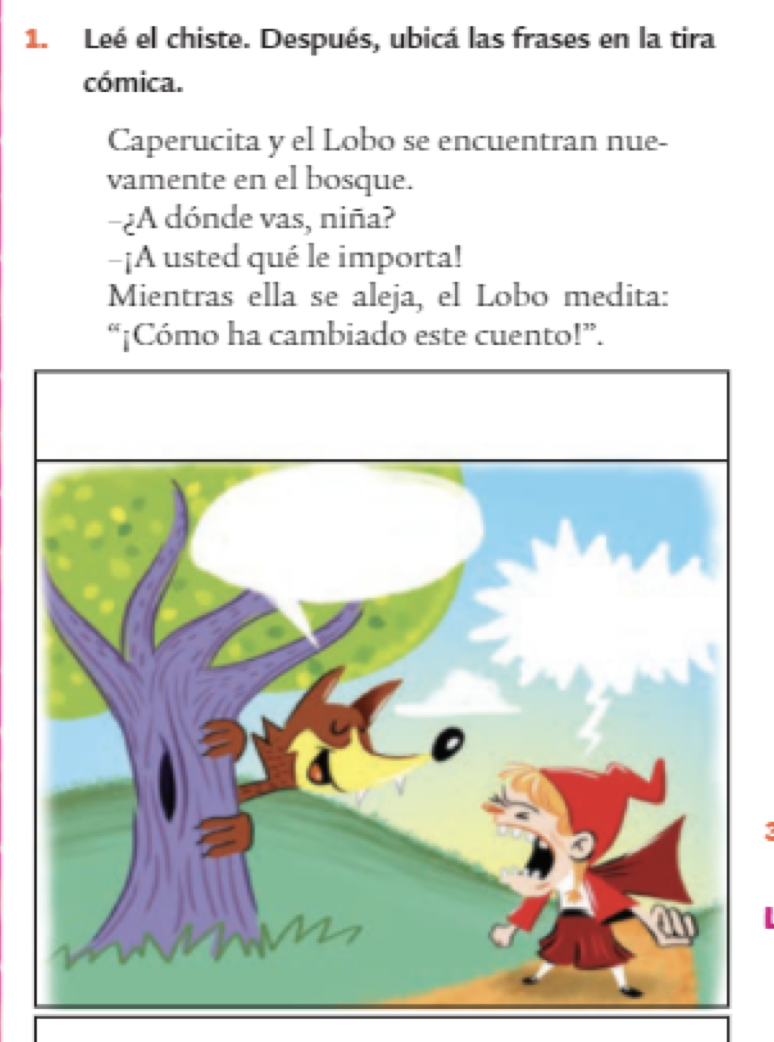 1. Leé el chiste. Después, ubicá las frases en la tira
cómica.
Caperucita y el Lobo se encuentran nue-
vamente en el bosque.
–¿A dónde vas, niña?
–¡A usted qué le importa!
Mientras ella se aleja, el Lobo medita:
“¡Cómo ha cambiado este cuento!”.